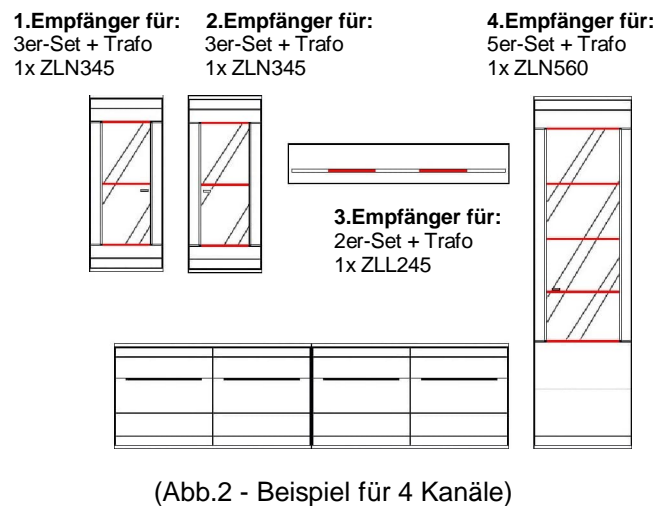 1.Empfänger für:
3er-Set + Trafo
1x ZLN345
2.Empfänger für:
3er-Set + Trafo
1x ZLN345
4.Empfänger für:
5er-Set + Trafo
1x ZLN560
3.Empfänger für:
2er-Set + Trafo
1x ZLL245
(Abb.2 - Beispiel für 4 Kanäle)